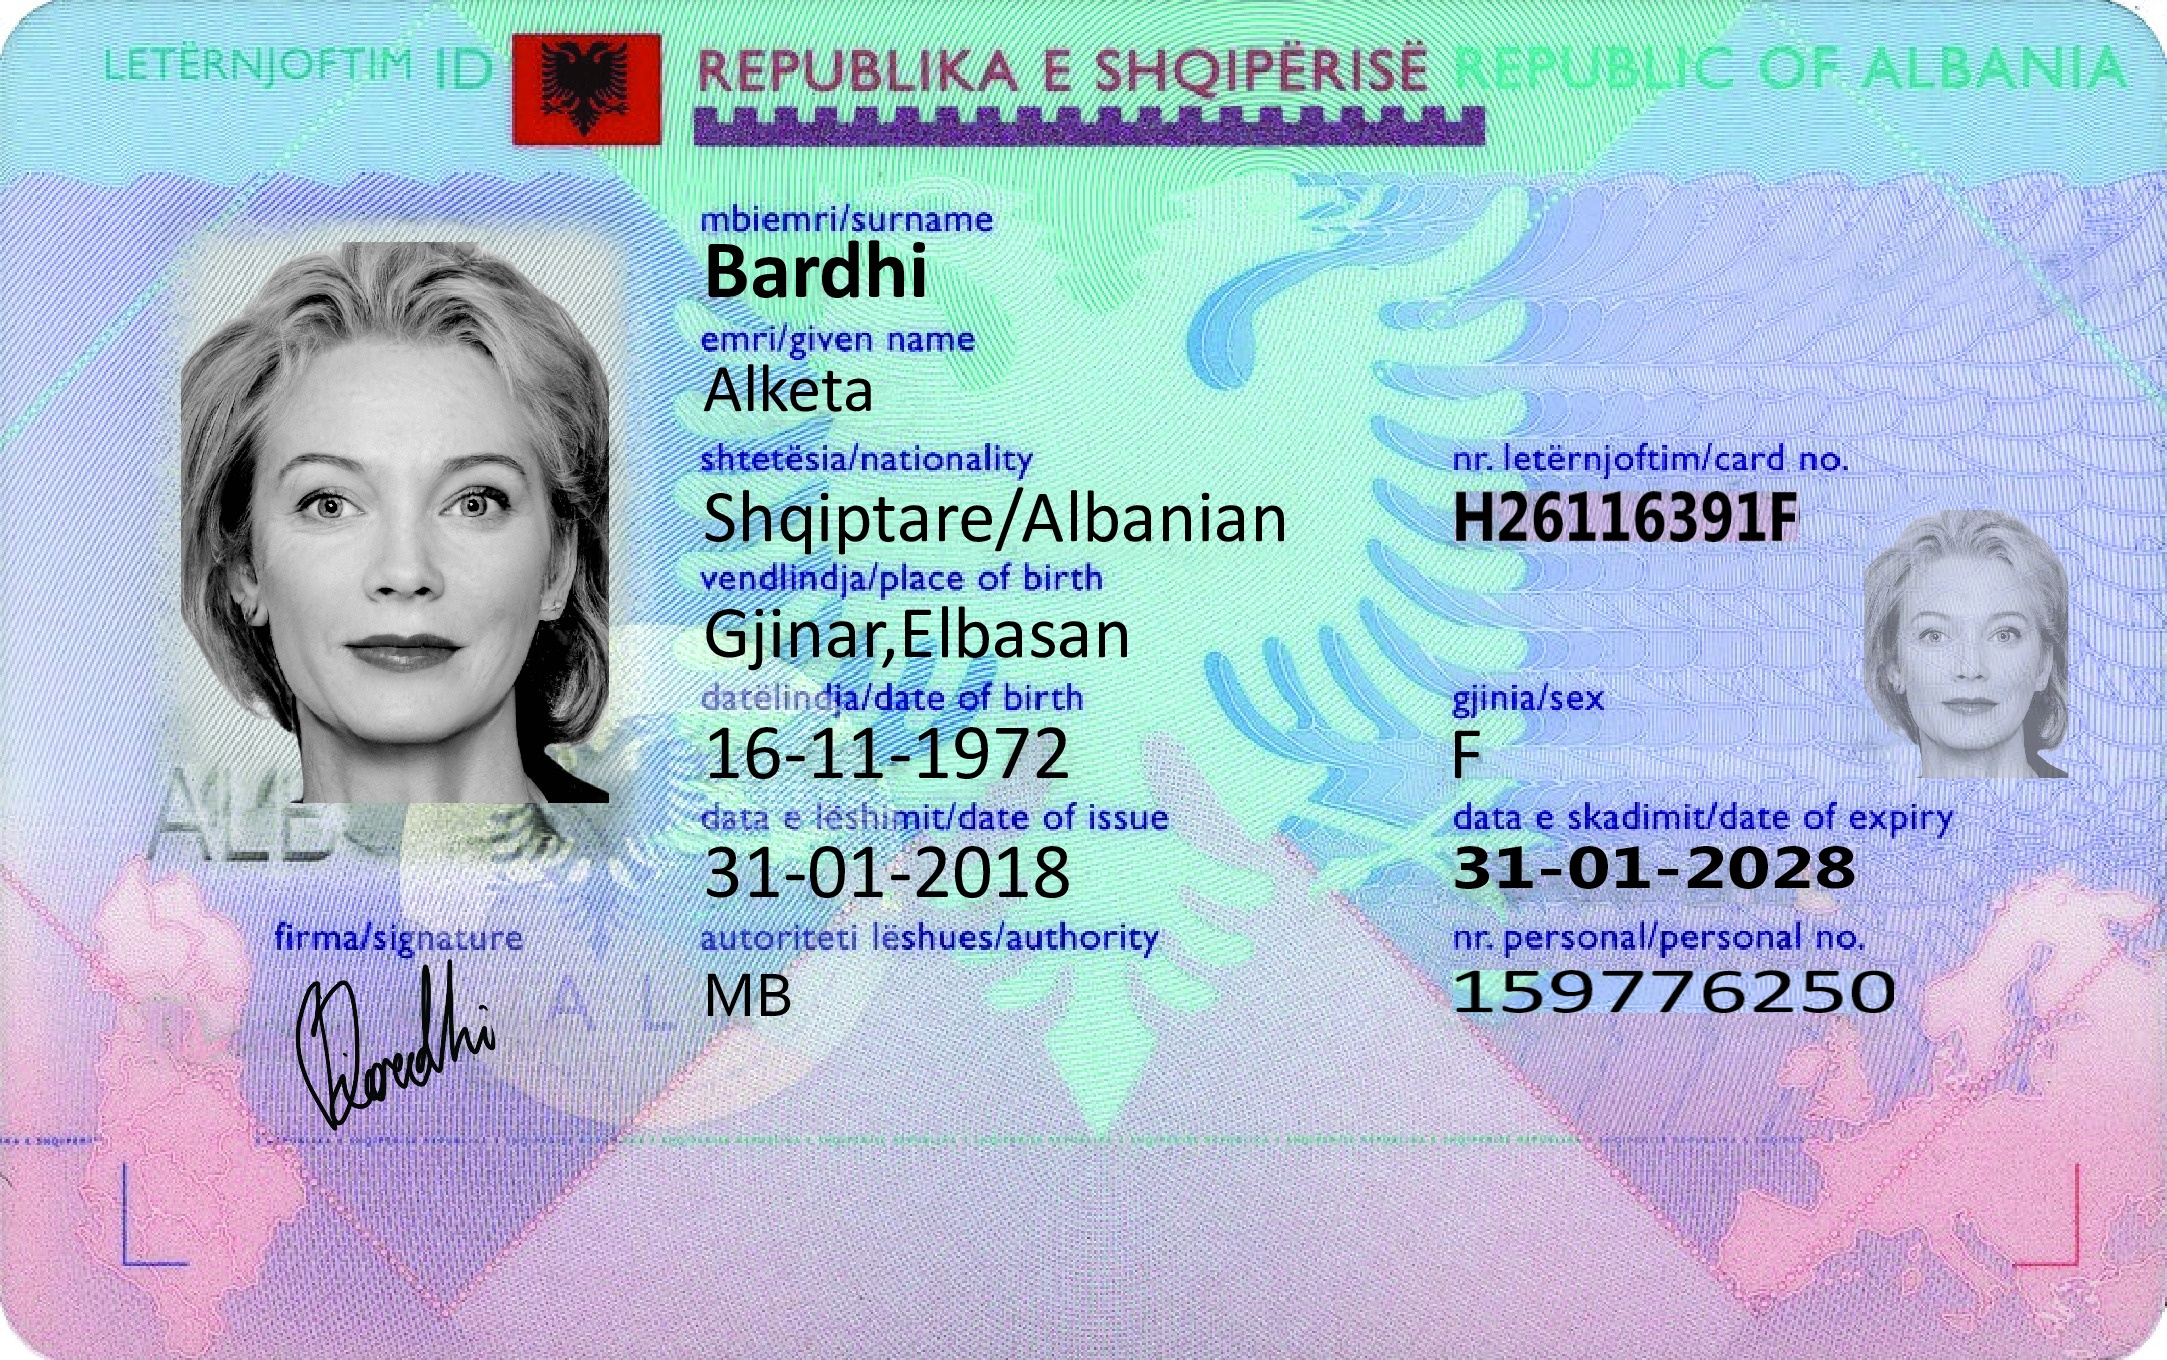 LETËRNJOFTIM ID REPUBLIKA E SHQIPËRISË REPUBLIC OF ALBANIA
mbiemri/surname
Bardhi
emri/given name
Alketa
shtetësia/nationality nr. letërnjoftim/card no.
Shqiptare/Albanian H26116391F
vendlindja/place of birth
Gjinar,Elbasan
datëlindja/date of birth gjinia/sex
16-11-1972 F
data e lëshimit/date of issue data e skadimit/date of expiry
31-01-2018 31-01-2028
ALB
firma/signature autoriteti lëshues/authority nr. personal/personal no.
Bardhi A L MB 159776250